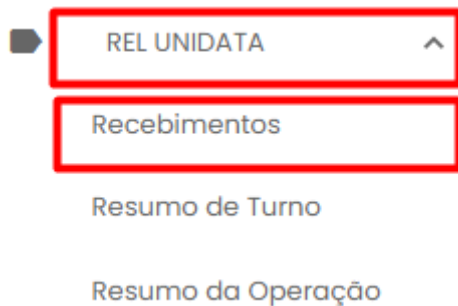 REL UNIDATA
Recebimentos
Resumo de Turno
Resumo da Operação